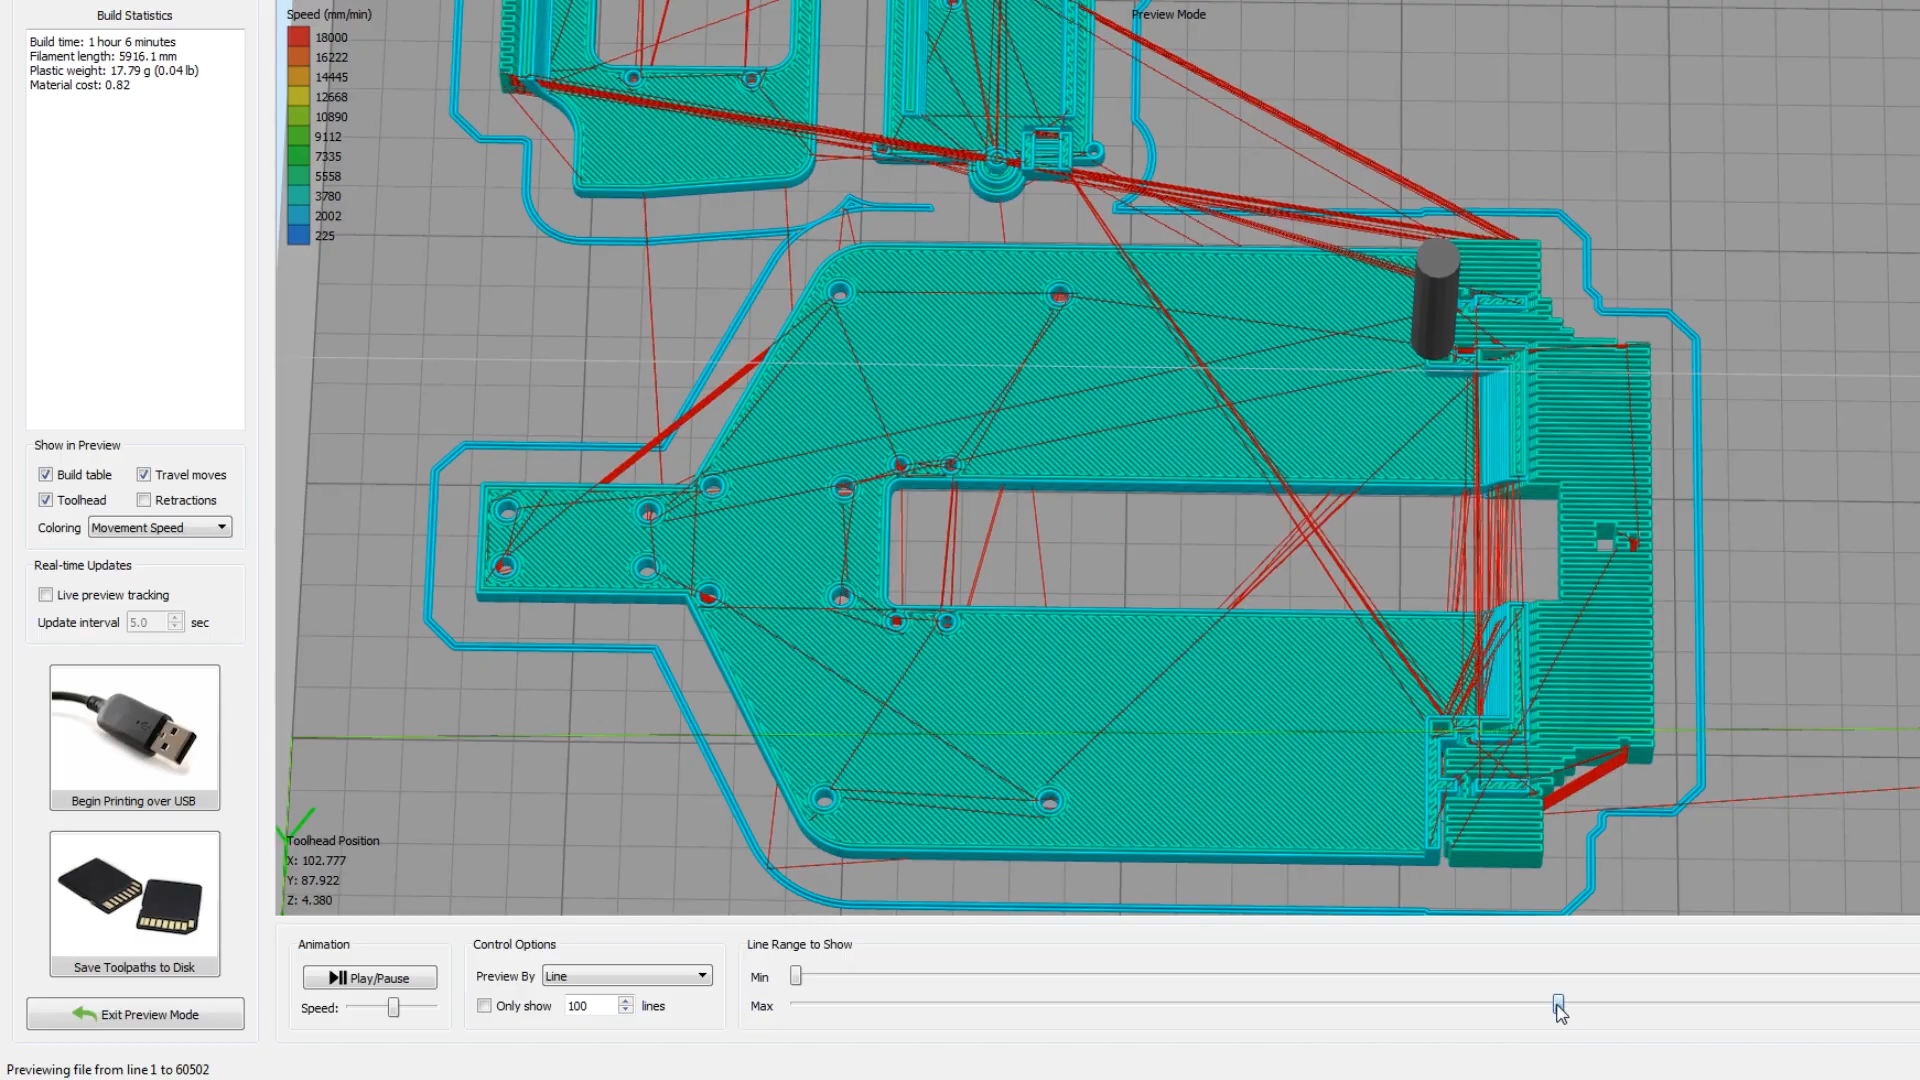 Build Statistics
Build time: 1 hour 6 minutes
Filament length: 5916.1 mm
Plastic weight: 17.79 g (0.04 lb)
Material cost: 0.82
Show in Preview
Build table
Travel moves
Toolhead
Retractions
Coloring
Movement Speed
Real-time Updates
Live preview tracking
Update interval 5.0 sec
Begin Printing over USB
Save Toolpaths to Disk
Exit Preview Mode
Speed (mm/min)
18000
16222
14445
12668
10890
9112
7335
5558
3780
2002
225
Preview Mode
Toolhead Position
X: 102.777
Y: 87.922
Z: 4.380
Animation
Play/Pause
Speed:
Control Options
Preview By Line
Only show 100 lines
Line Range to Show
Min
Max
Previewing file from line 1 to 60502